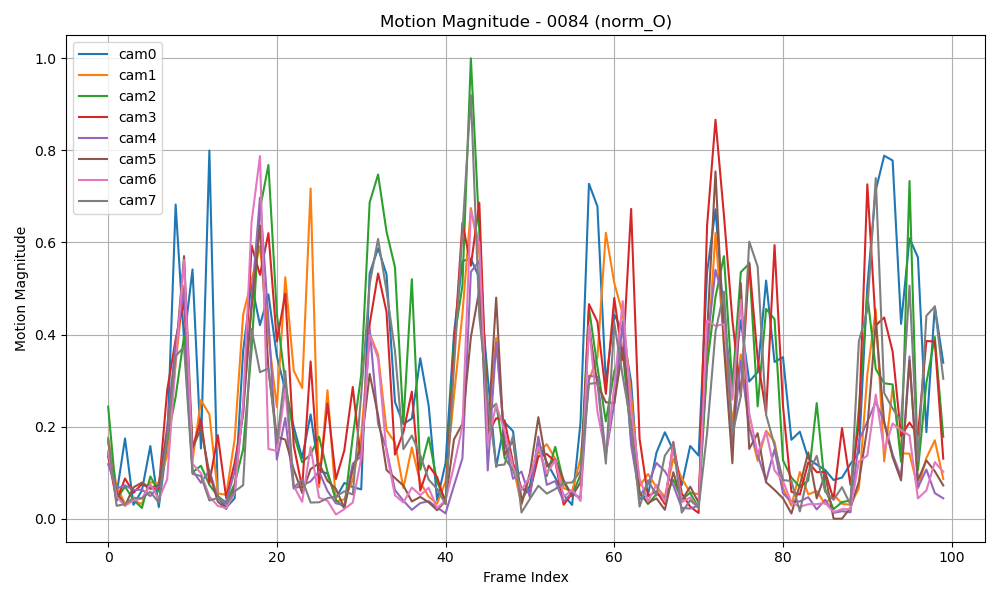 Motion Magnitude - 0084 (norm_O)
cam0
cam1
cam2
cam3
cam4
cam5
cam6
cam7
Motion Magnitude
1.0
0.8
0.6
0.4
0.2
0.0
0 20 40 60 80 100
Frame Index